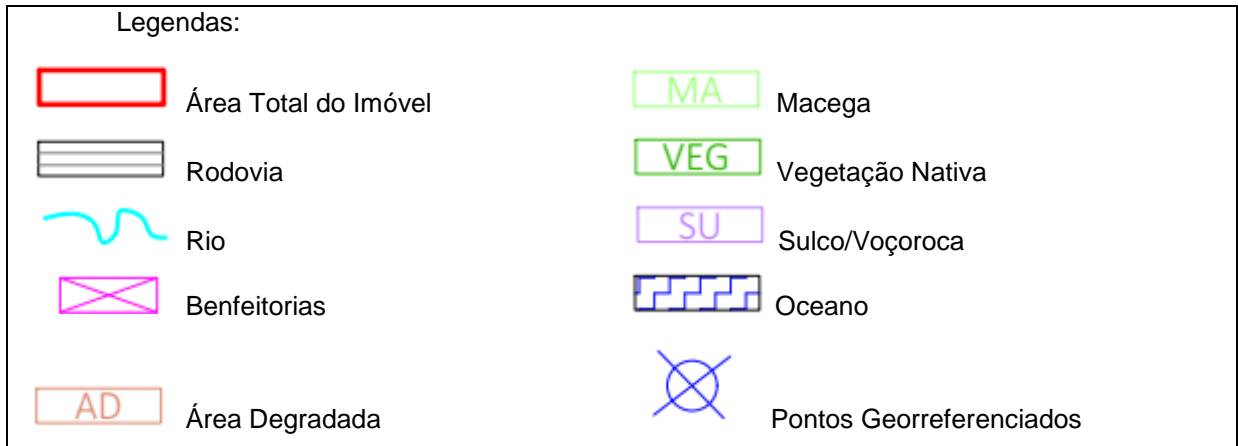 Legendas:
Área Total do Imóvel
MA Macega
Rodovia
VEG Vegetação Nativa
Rio
SU Sulco/Voçoroca
Benfeitorias
Oceano
AD Área Degradada
Pontos Georreferenciados